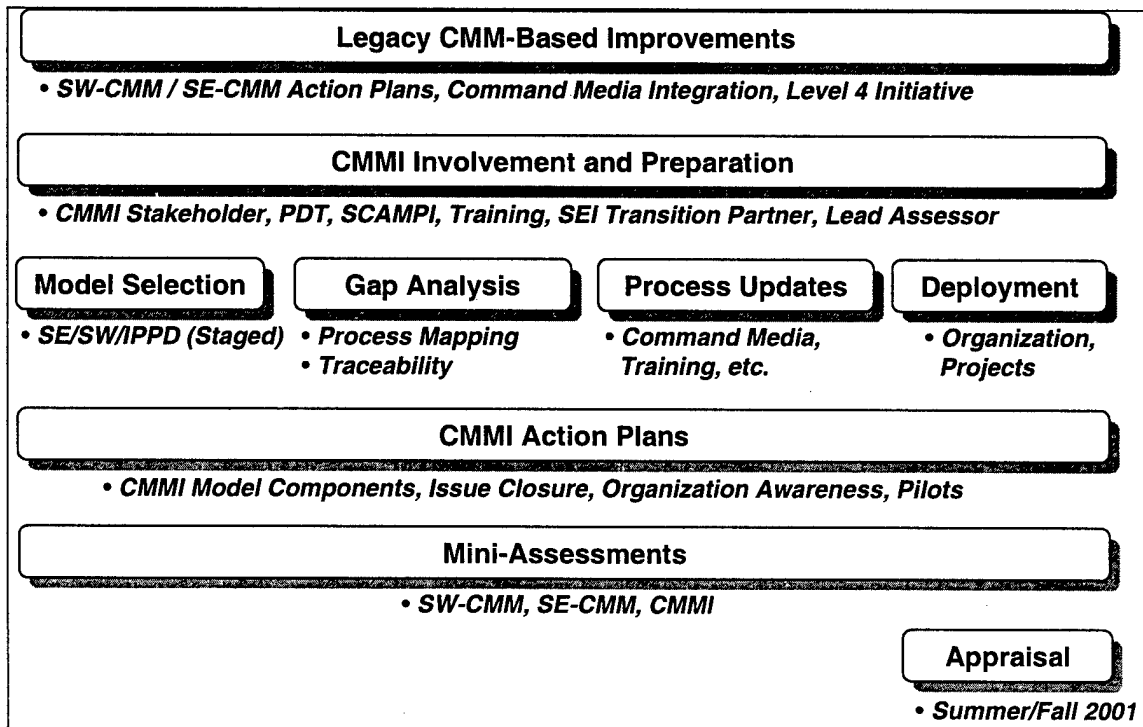 Legacy CMM-Based Improvements
• SW-CMM / SE-CMM Action Plans, Command Media Integration, Level 4 Initiative
CMMI Involvement and Preparation
• CMMI Stakeholder, PDT, SCAMPI, Training, SEI Transition Partner, Lead Assessor
Model Selection
• SE/SW/IPPD (Staged)
Gap Analysis
• Process Mapping
• Traceability
Process Updates
• Command Media,
Training, etc.
Deployment
• Organization,
Projects
CMMI Action Plans
• CMMI Model Components, Issue Closure, Organization Awareness, Pilots
Mini-Assessments
• SW-CMM, SE-CMM, CMMI
Appraisal
• Summer/Fall 2001